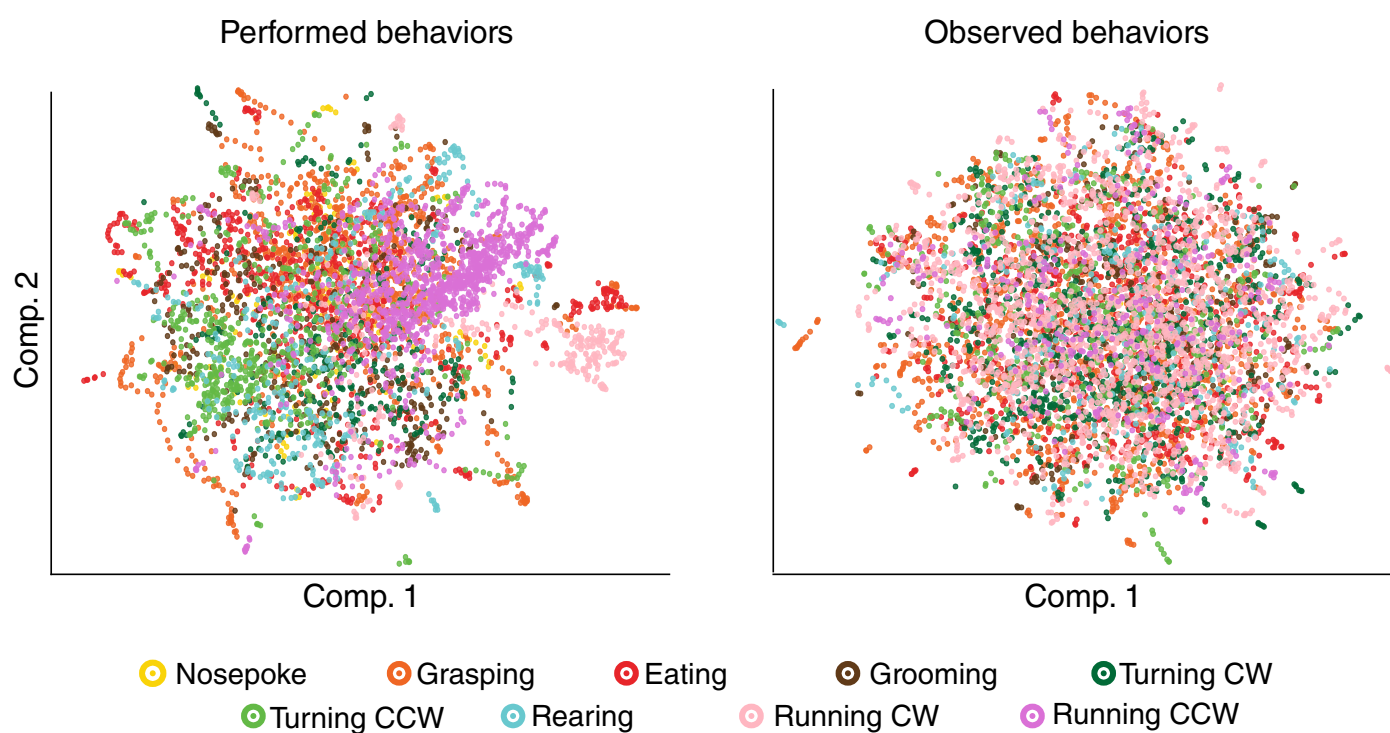 Performed behaviors
Observed behaviors
Comp. 2
Comp. 1
Comp. 1
Nosepoke Grasping Eating Grooming Turning CW
Turning CCW Rearing Running CW Running CCW